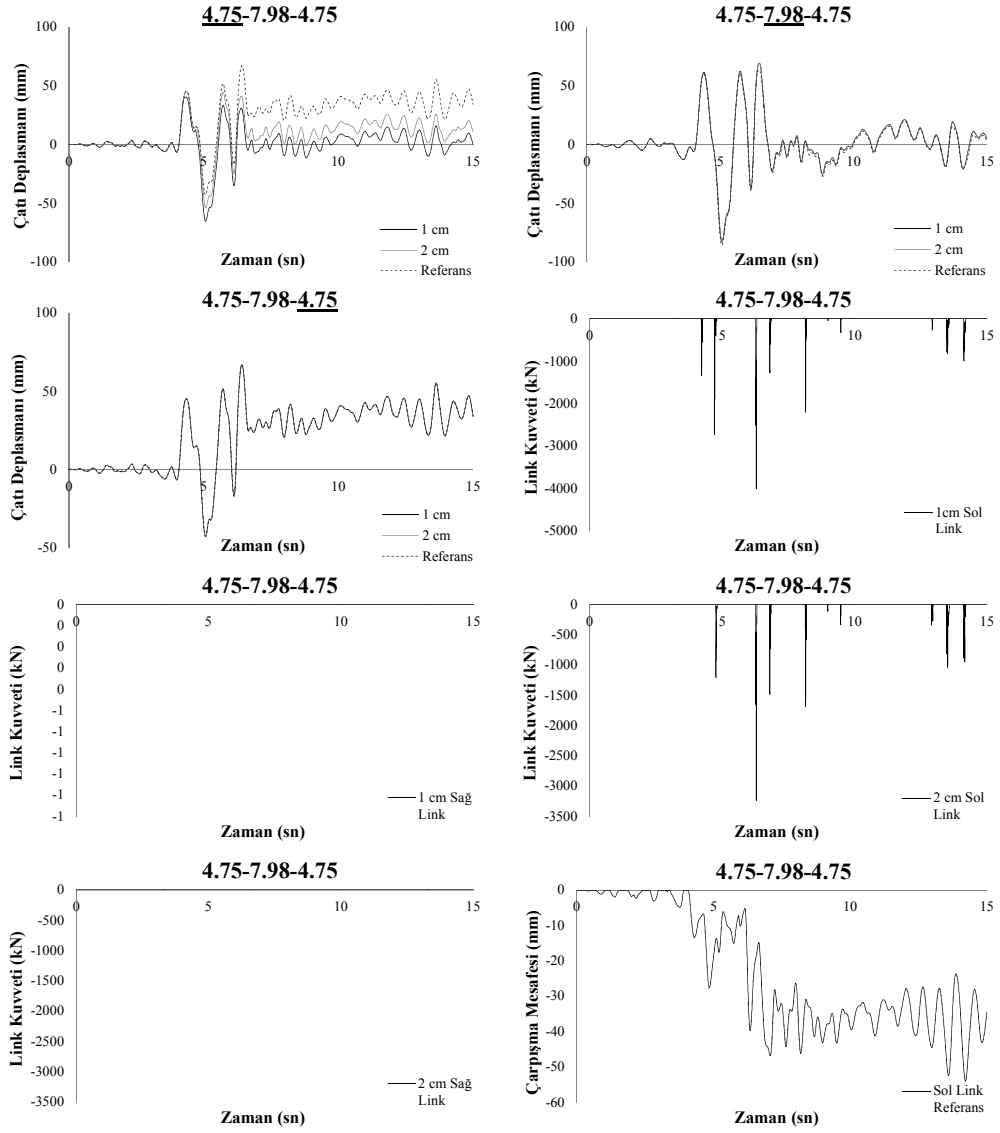 4.75-7.98-4.75
100
50
0
-50
-100
0
5
10
15
Çatı Deplasmanı (mm)
Zaman (sn)
1 cm
2 cm
Referans
4.75-7.98-4.75
100
50
0
-50
-100
0
5
10
15
Çatı Deplasmanı (mm)
Zaman (sn)
1 cm
2 cm
Referans
4.75-7.98-4.75
100
50
0
-50
0
5
10
15
Çatı Deplasmanı (mm)
Zaman (sn)
1 cm
2 cm
Referans
4.75-7.98-4.75
0
-1000
-2000
-3000
-4000
-5000
0
5
10
15
Link Kuvveti (kN)
Zaman (sn)
1cm Sol
Link
4.75-7.98-4.75
0
0
0
0
0
-1
-1
-1
-1
-1
-1
0
5
10
15
Link Kuvveti (kN)
Zaman (sn)
1 cm Sağ
Link
4.75-7.98-4.75
0
-500
-1000
-1500
-2000
-2500
-3000
-3500
0
5
10
15
Link Kuvveti (kN)
Zaman (sn)
2 cm Sol
Link
4.75-7.98-4.75
0
-500
-1000
-1500
-2000
-2500
-3000
-3500
0
5
10
15
Link Kuvveti (kN)
Zaman (sn)
2 cm Sağ
Link
4.75-7.98-4.75
0
-10
-20
-30
-40
-50
-60
0
5
10
15
Çarpışma Mesafesi (mm)
Zaman (sn)
Sol Link
Referans